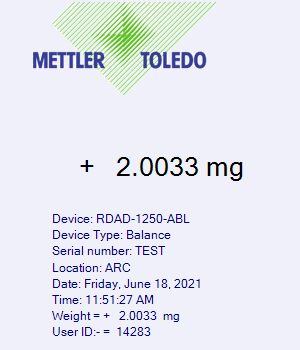 METTLER TOLEDO
+ 2.0033 mg
Device: RDAD-1250-ABL
Device Type: Balance
Serial number: TEST
Location: ARC
Date: Friday, June 18, 2021
Time: 11:51:27 AM
Weight = + 2.0033 mg
User ID:- = 14283